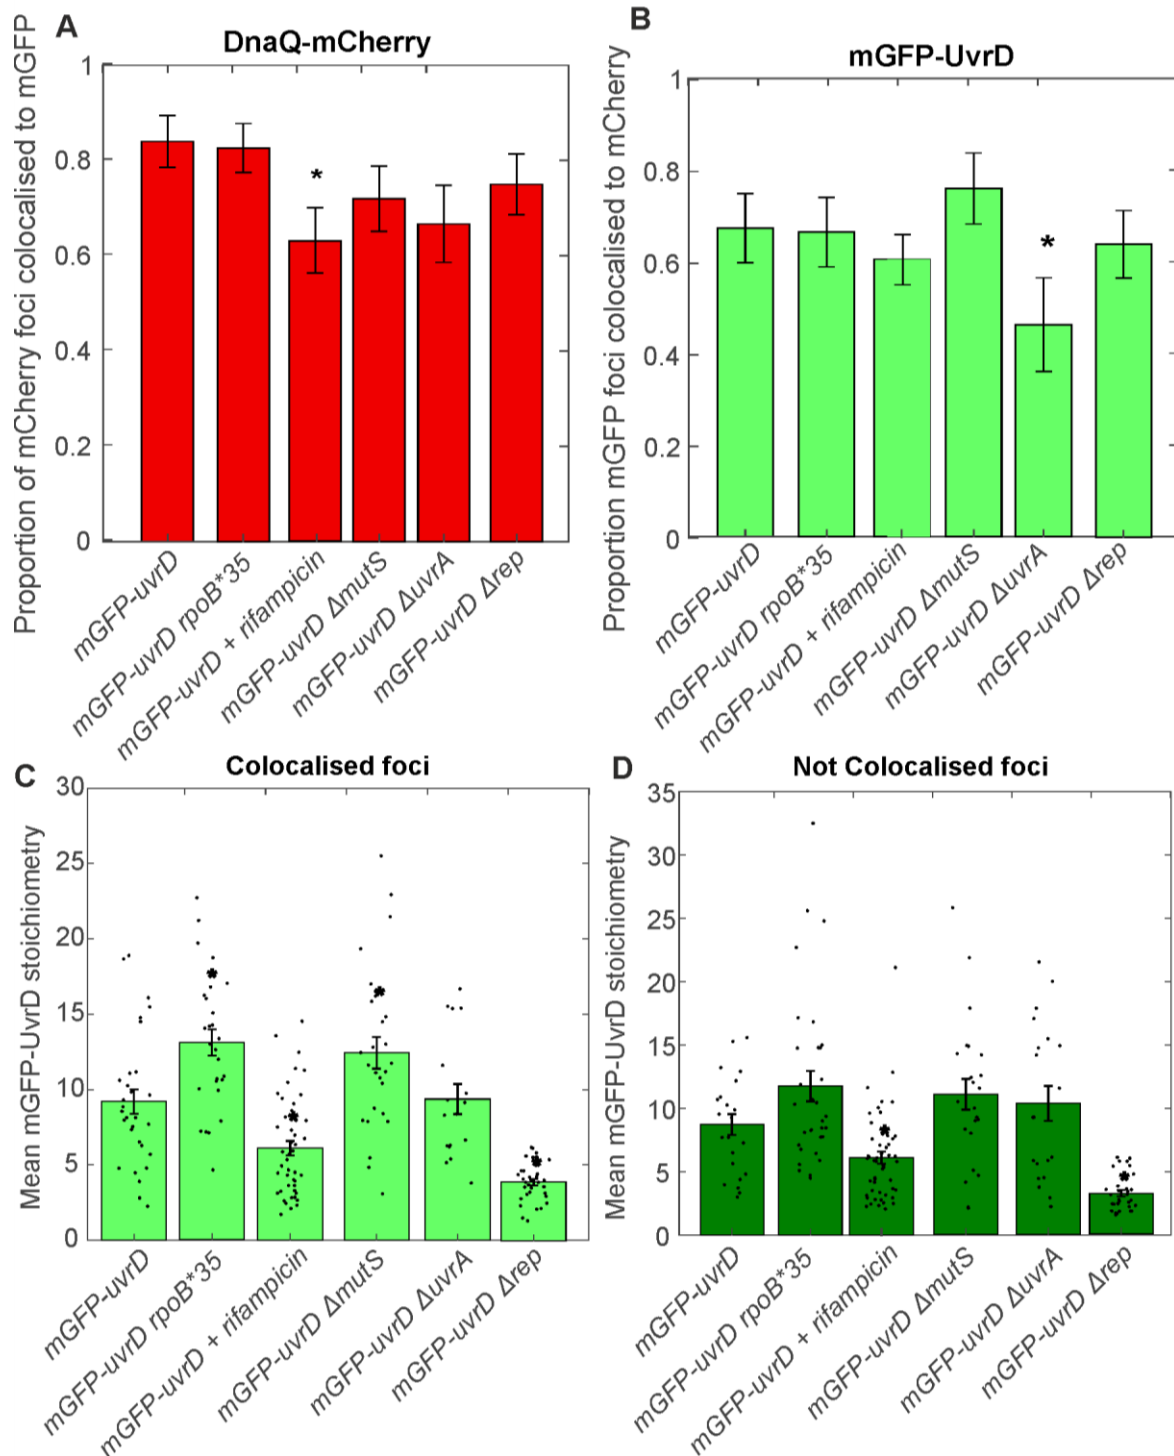 A
DnaQ-mCherry
Proportion of mCherry foci colocalised to mGFP
1
0.8
0.6
0.4
0.2
0
*
mGFP-uvrD
mGFP-uvrD rpoB*35
mGFP-uvrD + rifampicin
mGFP-uvrD ΔmutS
mGFP-uvrD ΔuvrA
mGFP-uvrD Δrep
B
mGFP-UvrD
Proportion mGFP foci colocalised to mCherry
1
0.8
0.6
0.4
0.2
0
*
mGFP-uvrD
mGFP-uvrD rpoB*35
mGFP-uvrD + rifampicin
mGFP-uvrD ΔmutS
mGFP-uvrD ΔuvrA
mGFP-uvrD Δrep
C
Colocalised foci
Mean mGFP-UvrD stoichiometry
30
25
20
15
10
5
0
*
*
*
*
mGFP-uvrD
mGFP-uvrD rpoB*35
mGFP-uvrD + rifampicin
mGFP-uvrD ΔmutS
mGFP-uvrD ΔuvrA
mGFP-uvrD Δrep
D
Not Colocalised foci
Mean mGFP-UvrD stoichiometry
35
30
25
20
15
10
5
0
*
*
mGFP-uvrD
mGFP-uvrD rpoB*35
mGFP-uvrD + rifampicin
mGFP-uvrD ΔmutS
mGFP-uvrD ΔuvrA
mGFP-uvrD Δrep